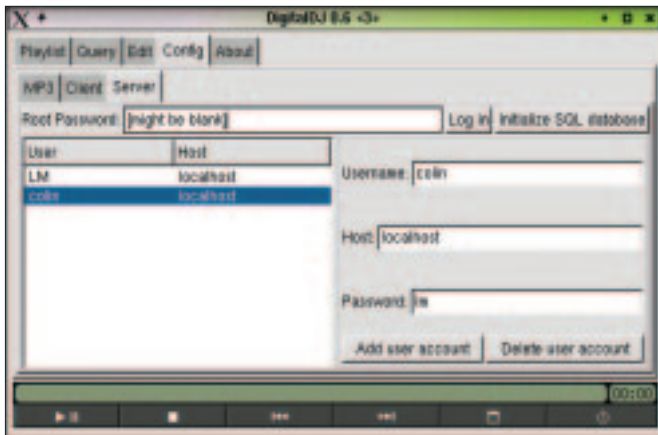 DigitalDJ 0.6 <3>
Playlist Query Edit Config About
MP3 Client Server
Root Password: [might be blank] Log in Initialize SQL database
User Host
LM localhost
colin localhost
Username: colin
Host: localhost
Password: lm
Add user account Delete user account
00:00